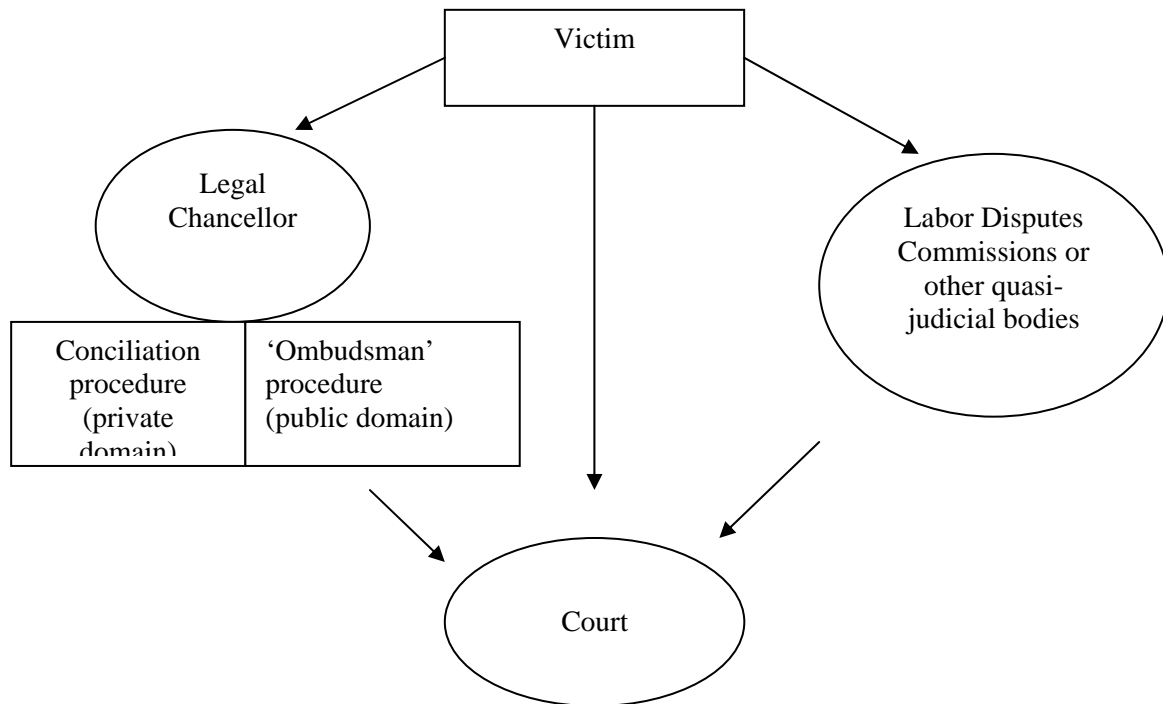 Victim
Legal
Chancellor
Labor Disputes
Commissions or
other quasi-
judicial bodies
Conciliation
procedure
(private
domain)
‘Ombudsman’
procedure
(public domain)
Court